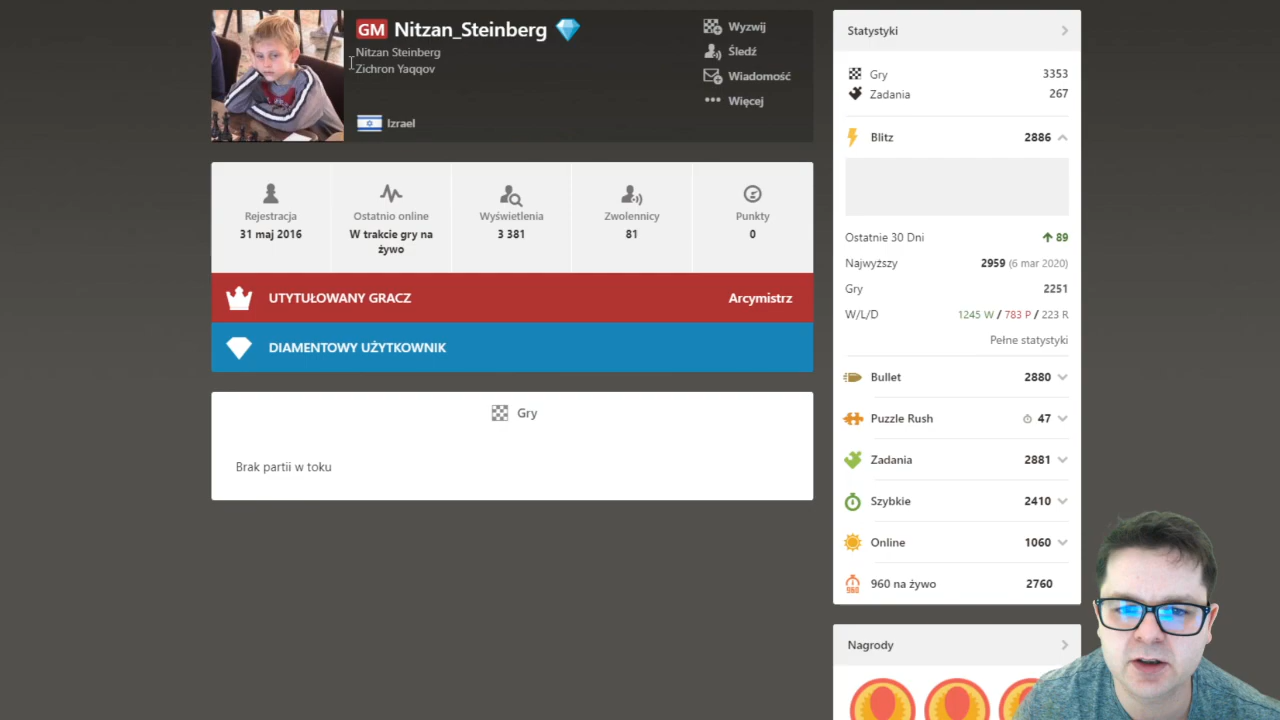 GM Nitzan_Steinberg
Nitzan Steinberg
Zichron Yaqqov
Izrael
Wyzwij
Śledź
Wiadomość
Więcej
Rejestracja
31 maj 2016
Ostatnio online
W trakcie gry na
żywo
Wyświetlenia
3 381
Zwolennicy
81
Punkty
0
UTYTUŁOWANY GRACZ Arcymistrz
DIAMENTOWY UŻYTKOWNIK
Gry
Brak partii w toku
Statystyki
Gry 3353
Zadania 267
Blitz 2886
Ostatnie 30 Dni 89
Najwyższy 2959 (6 mar 2020)
Gry 2251
W/L/D 1245 W / 783 P / 223 R
Pełne statystyki
Bullet 2880
Puzzle Rush 47
Zadania 2881
Szybkie 2410
Online 1060
960 960 na żywo 2760
Nagrody